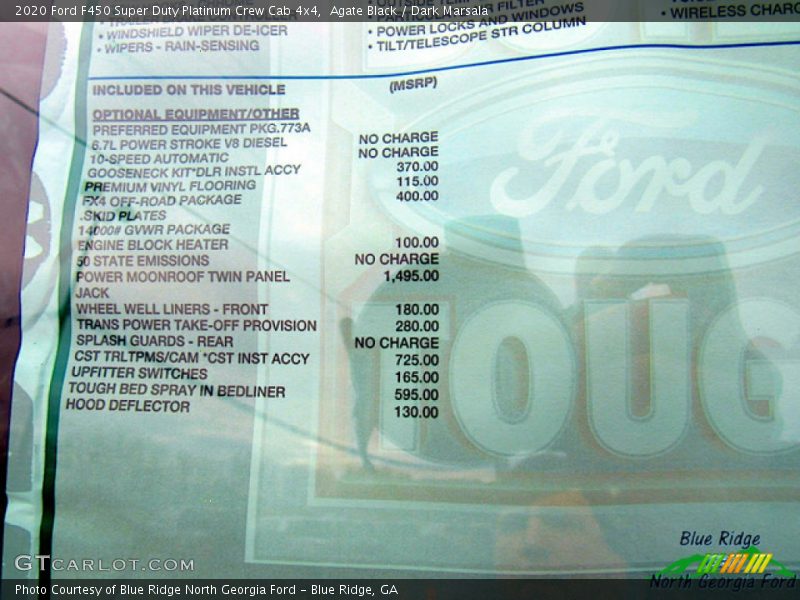 2020 Ford F450 Super Duty Platinum Crew Cab 4x4, Agate Black / Dark Marsala
• WINDSHIELD WIPER DE-ICER
• WIPERS - RAIN-SENSING
FILTER
• POWER LOCKS AND WINDOWS
• TILT/TELESCOPE STR COLUMN
• WIRELESS CHARG
INCLUDED ON THIS VEHICLE
(MSRP)
OPTIONAL EQUIPMENT/OTHER
PREFERRED EQUIPMENT PKG.773A
6.7L POWER STROKE V8 DIESEL NO CHARGE
10-SPEED AUTOMATIC NO CHARGE
GOOSENECK KIT*DLR INSTL ACCY 370.00
PREMIUM VINYL FLOORING 115.00
FX4 OFF-ROAD PACKAGE 400.00
.SKID PLATES
14000# GVWR PACKAGE
ENGINE BLOCK HEATER 100.00
50 STATE EMISSIONS NO CHARGE
POWER MOONROOF TWIN PANEL 1,495.00
JACK
WHEEL WELL LINERS - FRONT 180.00
TRANS POWER TAKE-OFF PROVISION 280.00
SPLASH GUARDS - REAR NO CHARGE
CST TRLTPMS/CAM *CST INST ACCY 725.00
UPFITTER SWITCHES 165.00
TOUGH BED SPRAY IN BEDLINER 595.00
HOOD DEFLECTOR 130.00
Ford
TOUG
Blue Ridge
North Georgia Ford
GTCARLOT.COM
Photo Courtesy of Blue Ridge North Georgia Ford – Blue Ridge, GA